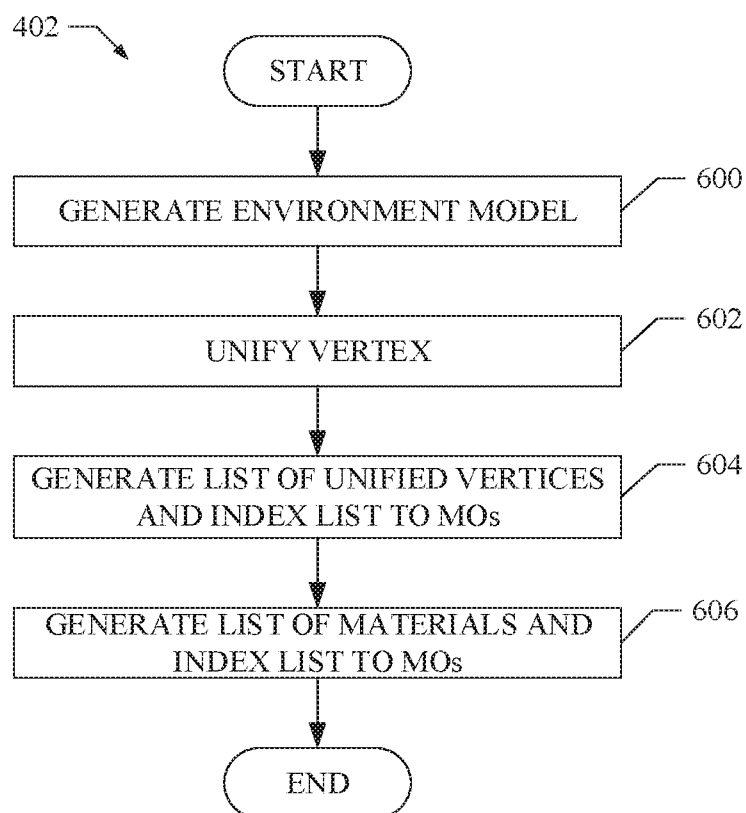 402
START
GENERATE ENVIRONMENT MODEL
600
UNIFY VERTEX
602
GENERATE LIST OF UNIFIED VERTICES
AND INDEX LIST TO MOs
604
GENERATE LIST OF MATERIALS AND
INDEX LIST TO MOs
606
END